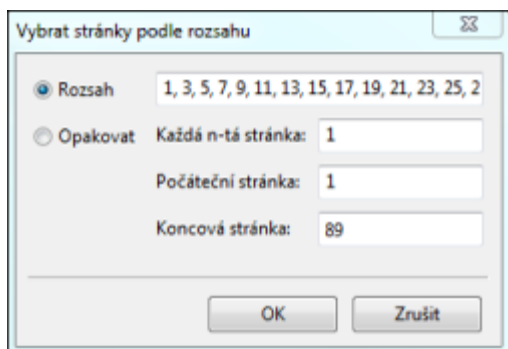 Vybrat stránky podle rozsahu
Rozsah 1, 3, 5, 7, 9, 11, 13, 15, 17, 19, 21, 23, 25, 2
Opakovat Každá n-tá stránka: 1
Počáteční stránka: 1
Koncová stránka: 89
OK Zrušit